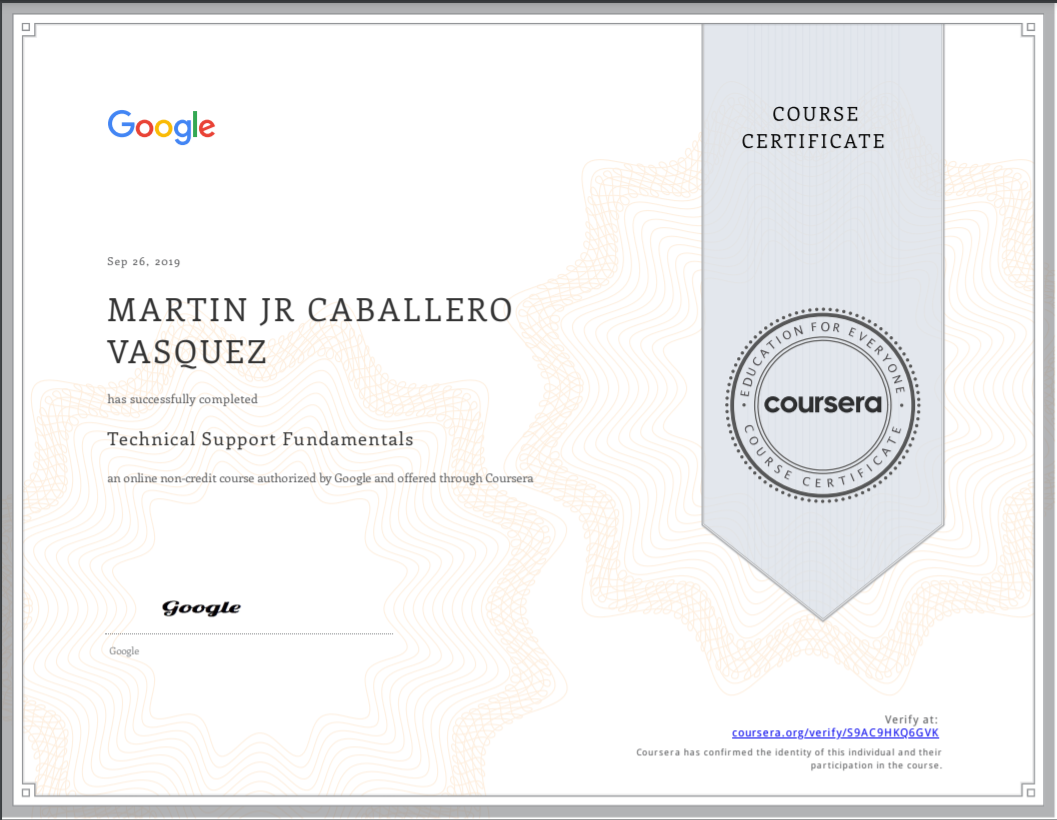 Google
COURSE
CERTIFICATE
Sep 26, 2019
MARTIN JR CABALLERO
VASQUEZ
has successfully completed
Technical Support Fundamentals
an online non-credit course authorized by Google and offered through Coursera
EDUCATION FOR EVERYONE
coursera
COURSE CERTIFICATE
Google
Google
Verify at:
coursera.org/verify/S9AC9HKQ6GVK
Coursera has confirmed the identity of this individual and their
participation in the course.